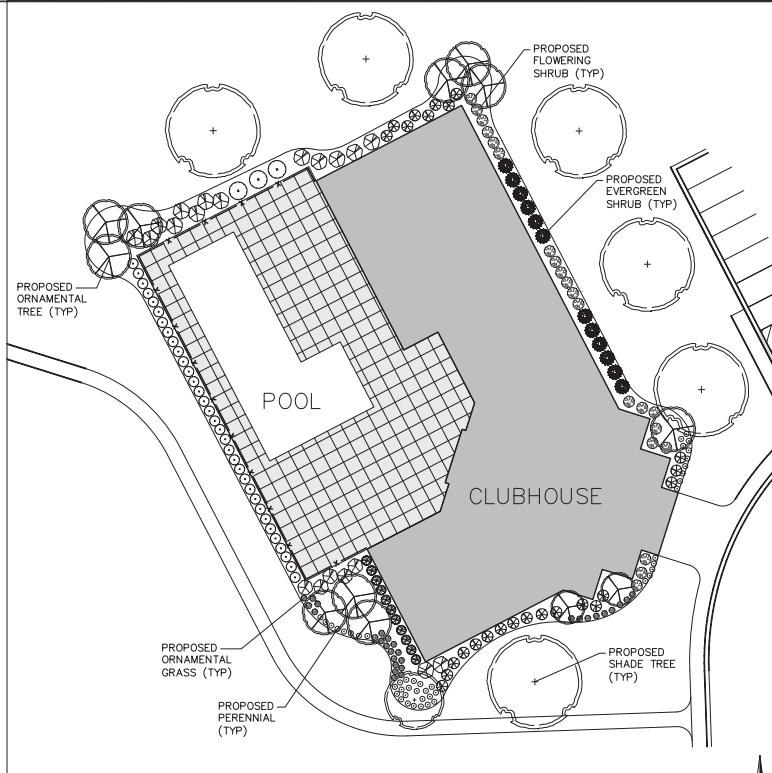 PROPOSED
FLOWERING
SHRUB (TYP)
PROPOSED
EVERGREEN
SHRUB (TYP)
PROPOSED
ORNAMENTAL
TREE (TYP)
POOL
CLUBHOUSE
PROPOSED
ORNAMENTAL
GRASS (TYP)
PROPOSED
SHADE TREE
(TYP)
PROPOSED
PERENNIAL
(TYP)